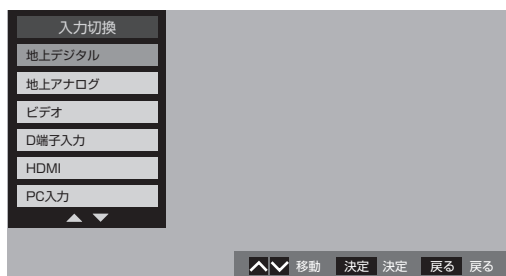 入力切換
地上デジタル
地上アナログ
ビデオ
D端子入力
HDMI
PC入力
移動 決定 決定 戻る 戻る